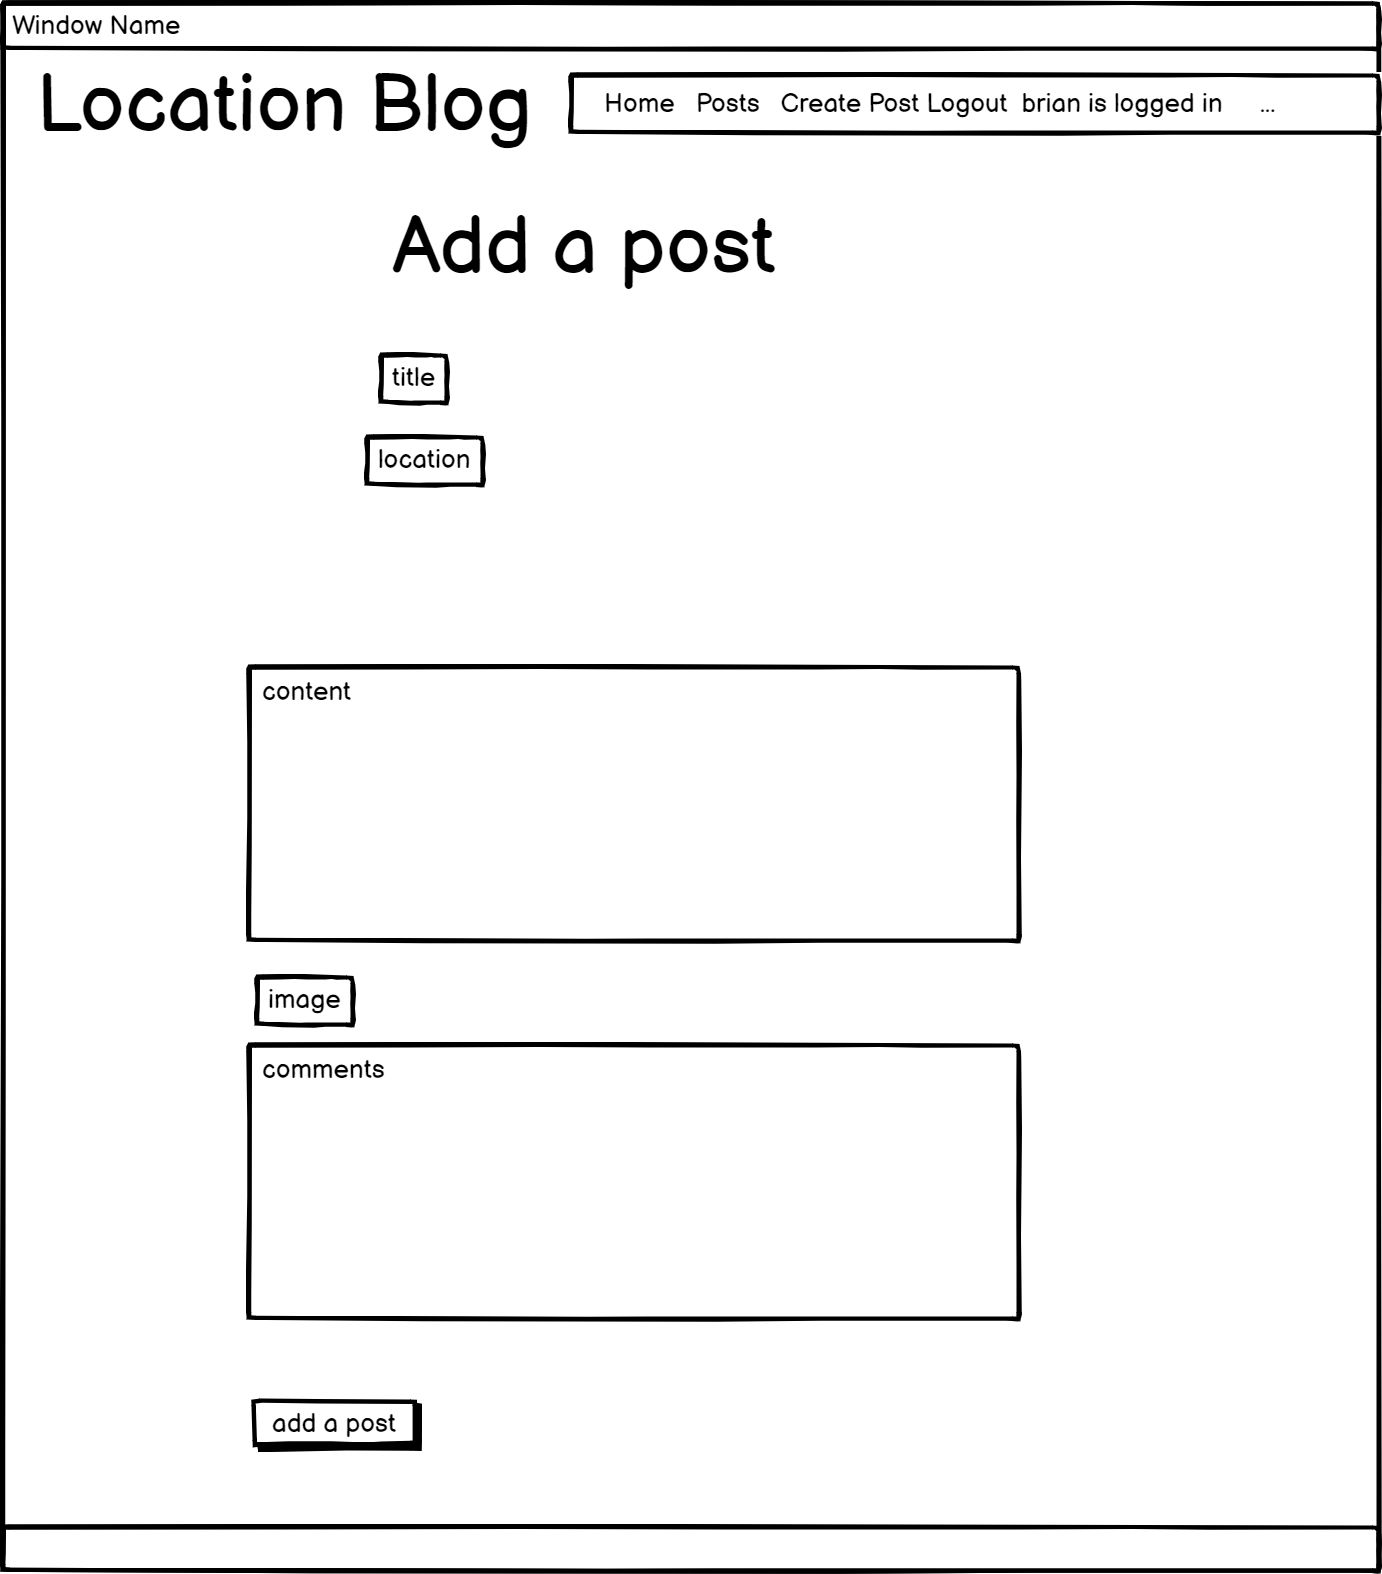 Window Name
Location Blog
Home Posts Create Post Logout brian is logged in ...
Add a post
title
location
content
image
comments
add a post